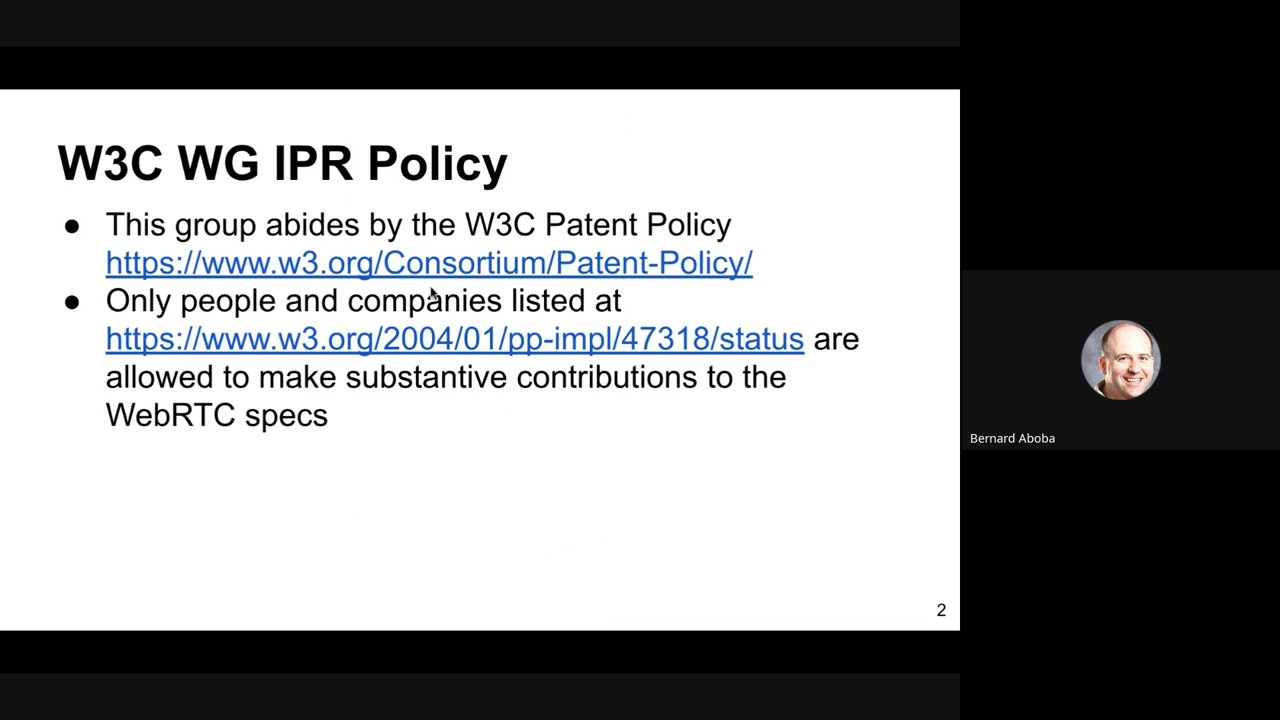 W3C WG IPR Policy
● This group abides by the W3C Patent Policy
https://www.w3.org/Consortium/Patent-Policy/
● Only people and companies listed at
https://www.w3.org/2004/01/pp-impl/47318/status are
allowed to make substantive contributions to the
WebRTC specs
2
Bernard Aboba